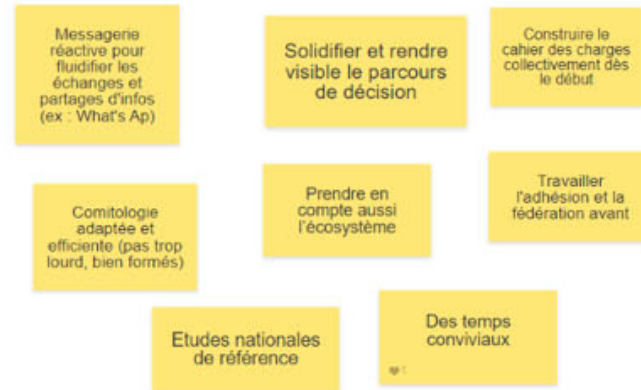 Messagerie
réactive pour
fluidifier les
échanges et
partages d'infos
(ex : What's Ap)
Solidifier et rendre
visible le parcours
de décision
Construire le
cahier des charges
collectivement dès
le début
Comitologie
adaptée et
efficiente (pas trop
lourd, bien formés)
Prendre en
compte aussi
l'écosystème
Travailler
l'adhésion et la
fédération avant
Etudes nationales
de référence
Des temps
conviviaux